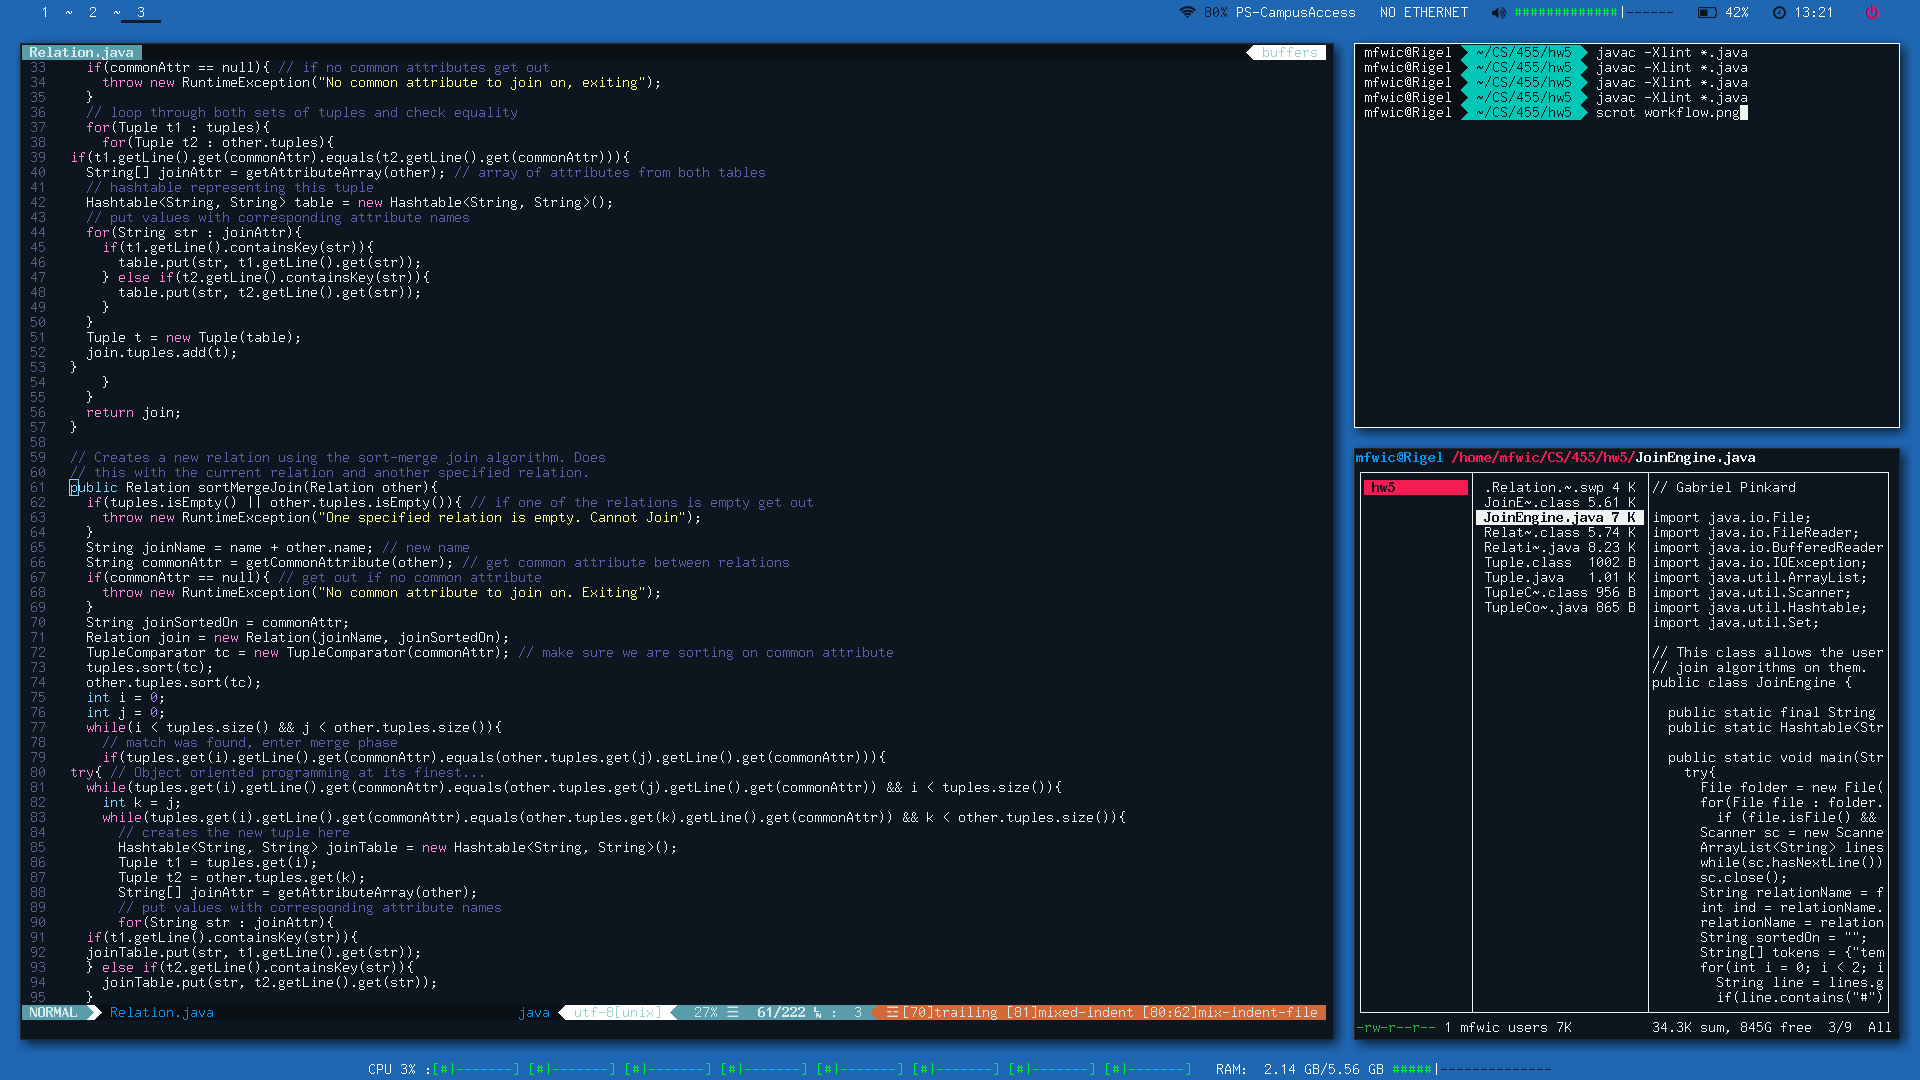 1 ~ 2 ~ 3
80% PS-CampusAccess NO ETHERNET #############|------ 42% 13:21
Relation.java
buffers
33 if(commonAttr == null){ // if no common attributes get out
34 throw new RuntimeException("No common attribute to join on, exiting");
35 }
36 // loop through both sets of tuples and check equality
37 for(Tuple t1 : tuples){
38 for(Tuple t2 : other.tuples){
39 if(t1.getLine().get(commonAttr).equals(t2.getLine().get(commonAttr))){
40 String[] joinAttr = getAttributeArray(other); // array of attributes from both tables
41 // hashtable representing this tuple
42 Hashtable<String, String> table = new Hashtable<String, String>();
43 // put values with corresponding attribute names
44 for(String str : joinAttr){
45 if(t1.getLine().containsKey(str)){
46 table.put(str, t1.getLine().get(str));
47 } else if(t2.getLine().containsKey(str)){
48 table.put(str, t2.getLine().get(str));
49 }
50 }
51 Tuple t = new Tuple(table);
52 join.tuples.add(t);
53 }
54 }
55 }
56 return join;
57 }
58
59 // Creates a new relation using the sort-merge join algorithm. Does
60 // this with the current relation and another specified relation.
61 public Relation sortMergeJoin(Relation other){
62 if(tuples.isEmpty() || other.tuples.isEmpty()){ // if one of the relations is empty get out
63 throw new RuntimeException("One specified relation is empty. Cannot Join");
64 }
65 String joinName = name + other.name; // new name
66 String commonAttr = getCommonAttribute(other); // get common attribute between relations
67 if(commonAttr == null){ // get out if no common attribute
68 throw new RuntimeException("No common attribute to join on. Exiting");
69 }
70 String joinSortedOn = commonAttr;
71 Relation join = new Relation(joinName, joinSortedOn);
72 TupleComparator tc = new TupleComparator(commonAttr); // make sure we are sorting on common attribute
73 tuples.sort(tc);
74 other.tuples.sort(tc);
75 int i = 0;
76 int j = 0;
77 while(i < tuples.size() && j < other.tuples.size()){
78 // match was found, enter merge phase
79 if(tuples.get(i).getLine().get(commonAttr).equals(other.tuples.get(j).getLine().get(commonAttr))){
80 try{ // Object oriented programming at its finest...
81 while(tuples.get(i).getLine().get(commonAttr).equals(other.tuples.get(j).getLine().get(commonAttr)) && i < tuples.size()){
82 int k = j;
83 while(tuples.get(i).getLine().get(commonAttr).equals(other.tuples.get(k).getLine().get(commonAttr)) && k < other.tuples.size()){
84 // creates the new tuple here
85 Hashtable<String, String> joinTable = new Hashtable<String, String>();
86 Tuple t1 = tuples.get(i);
87 Tuple t2 = other.tuples.get(k);
88 String[] joinAttr = getAttributeArray(other);
89 // put values with corresponding attribute names
90 for(String str : joinAttr){
91 if(t1.getLine().containsKey(str)){
92 joinTable.put(str, t1.getLine().get(str));
93 } else if(t2.getLine().containsKey(str)){
94 joinTable.put(str, t2.getLine().get(str));
95 }
NORMAL Relation.java java utf-8[unix] 27% ☰ 61/222 : 3 ☲[70]trailing [81]mixed-indent [80:62]mix-indent-file
mfwic@Rigel ~/CS/455/hw5 javac -Xlint *.java
mfwic@Rigel ~/CS/455/hw5 javac -Xlint *.java
mfwic@Rigel ~/CS/455/hw5 javac -Xlint *.java
mfwic@Rigel ~/CS/455/hw5 javac -Xlint *.java
mfwic@Rigel ~/CS/455/hw5 scrot workflow.png
mfwic@Rigel /home/mfwic/CS/455/hw5/JoinEngine.java
hw5
.Relation.~.swp 4 K
JoinE~.class 5.61 K
JoinEngine.java 7 K
Relat~.class 5.74 K
Relati~.java 8.23 K
Tuple.class 1002 B
Tuple.java 1.01 K
TupleC~.class 956 B
TupleCo~.java 865 B
// Gabriel Pinkard
import java.io.File;
import java.io.FileReader;
import java.io.BufferedReader
import java.io.IOException;
import java.util.ArrayList;
import java.util.Scanner;
import java.util.Hashtable;
import java.util.Set;
// This class allows the user
// join algorithms on them.
public class JoinEngine {
public static final String
public static Hashtable<Str
public static void main(Str
try{
File folder = new File(
for(File file : folder.
if (file.isFile() &&
Scanner sc = new Scanne
ArrayList<String> lines
while(sc.hasNextLine())
sc.close();
String relationName = f
int ind = relationName.
relationName = relation
String sortedOn = "";
String[] tokens = {"tem
for(int i = 0; i < 2; i
String line = lines.g
if(line.contains("#")
-rw-r--r-- 1 mfwic users 7K 34.3K sum, 845G free 3/9 All
CPU 3% :[#|-------] [#|-------] [#|-------] [#|-------] [#|-------] [#|-------] [#|-------] [#|-------] RAM: 2.14 GB/5.56 GB #####|--------------